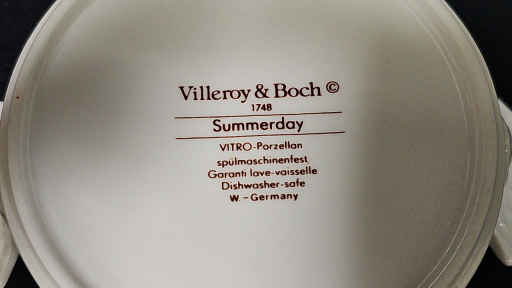 Villeroy & Boch ©
1748
Summerday
VITRO-Porzellan
spülmaschinenfest
Garanti lave-vaisselle
Dishwasher-safe
W.-Germany